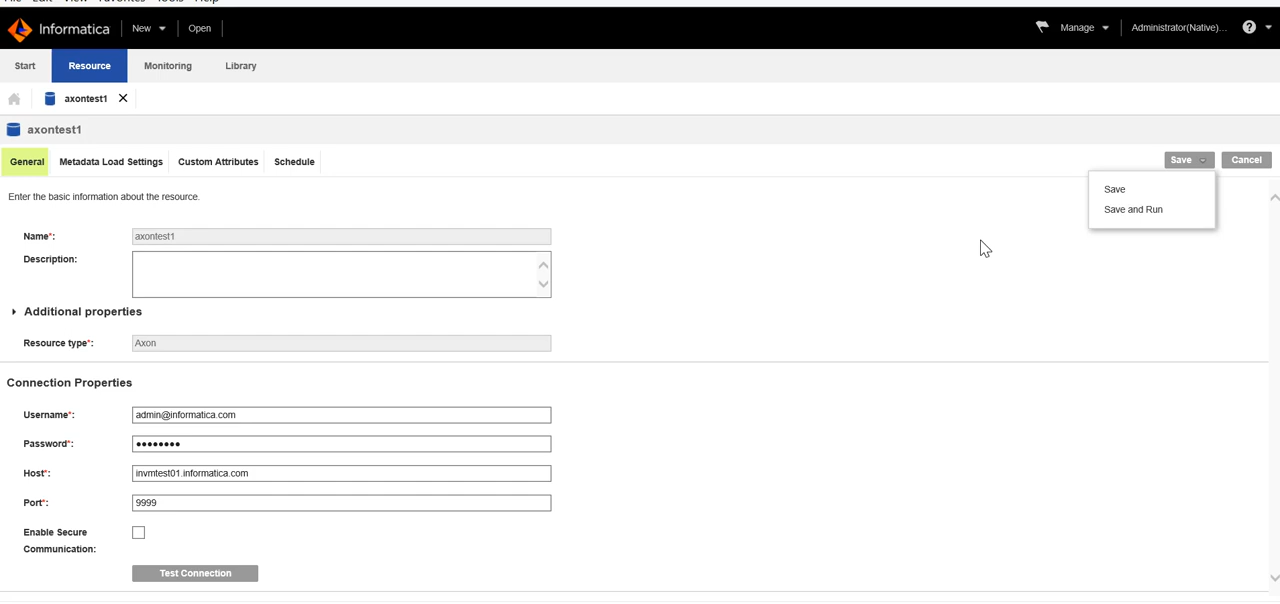 File Edit View Favorites Tools Help
Informatica New Open Manage Administrator(Native)... ?
Start Resource Monitoring Library
axontest1
axontest1
General Metadata Load Settings Custom Attributes Schedule Save Cancel
Save
Save and Run
Enter the basic information about the resource.
Name*: axontest1
Description:
Additional properties
Resource type*: Axon
Connection Properties
Username*: admin@informatica.com
Password*: ••••••••
Host*: invmtest01.informatica.com
Port*: 9999
Enable Secure
Communication:
Test Connection